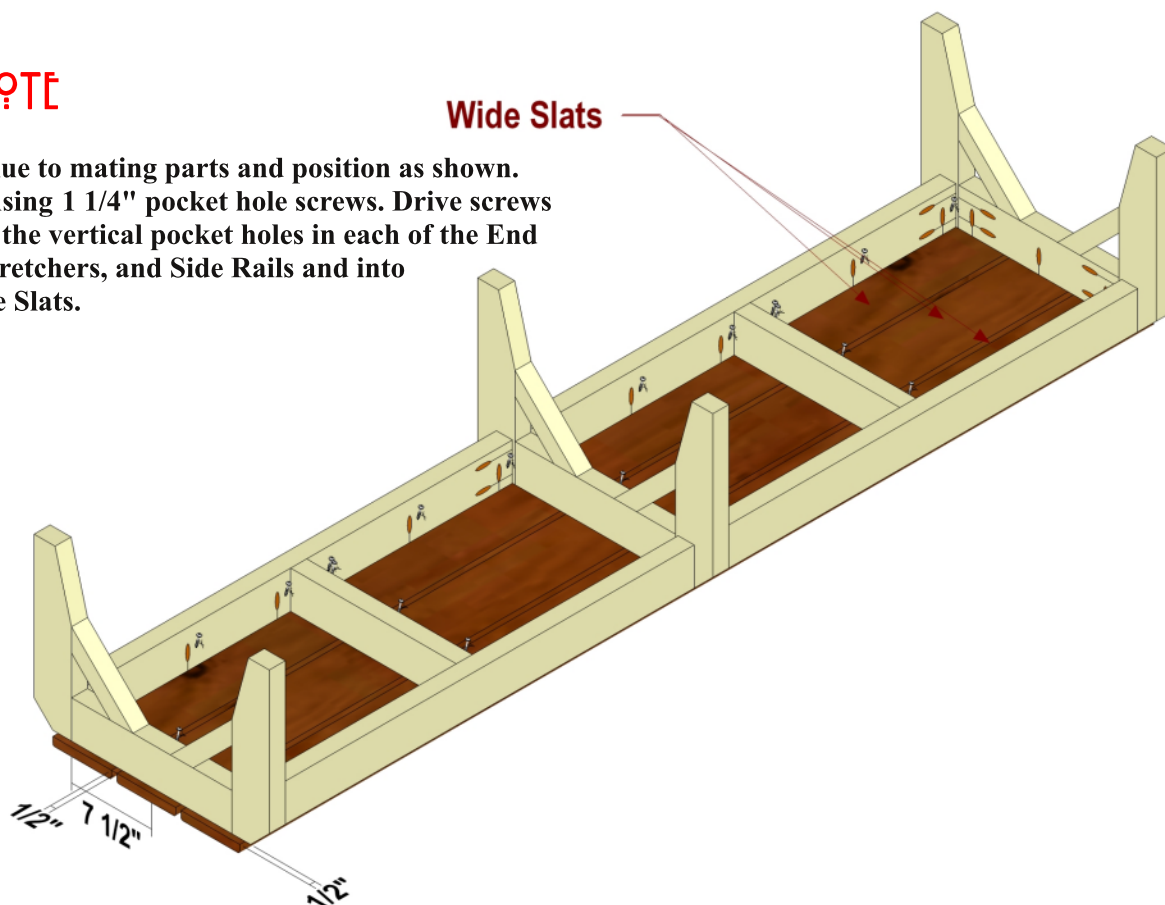 OTE
ue to mating parts and position as shown.
sing 1 1/4" pocket hole screws. Drive screws
the vertical pocket holes in each of the End
retchers, and Side Rails and into
e Slats.
Wide Slats
1/2"
7 1/2"
1/2"